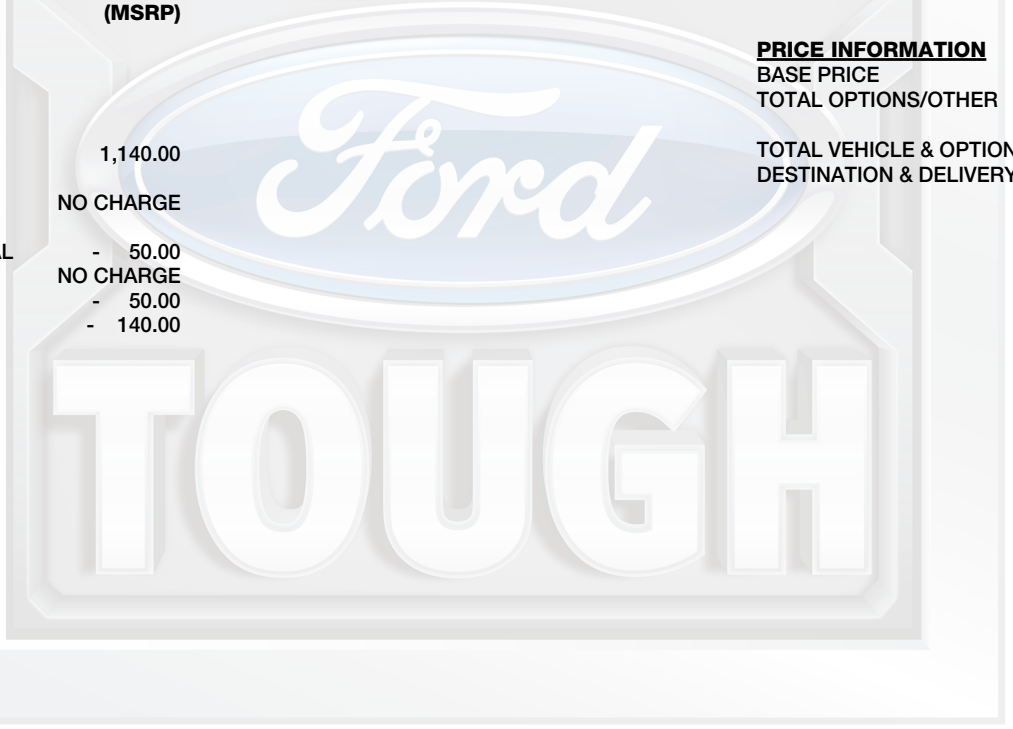 (MSRP)
1,140.00
NO CHARGE
AL - 50.00
NO CHARGE
- 50.00
- 140.00
PRICE INFORMATION
BASE PRICE
TOTAL OPTIONS/OTHER
TOTAL VEHICLE & OPTION
DESTINATION & DELIVERY
Ford
TOUGH